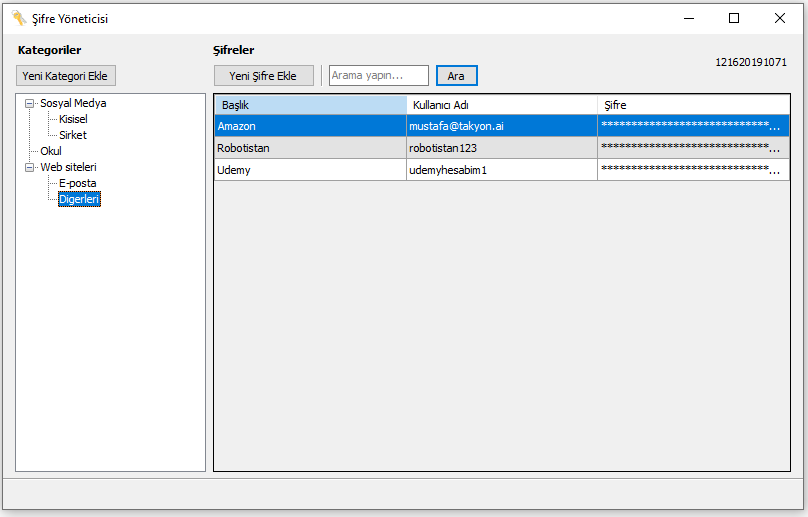 Şifre Yöneticisi
Kategoriler
Şifreler
121620191071
Yeni Kategori Ekle
Yeni Şifre Ekle
Arama yapın...
Ara
Sosyal Medya
Kisisel
Sirket
Okul
Web siteleri
E-posta
Digerleri
Başlık Kullanıcı Adı Şifre
Amazon mustafa@takyon.ai ****************************...
Robotistan robotistan123 ****************************...
Udemy udemyhesabim1 ****************************...